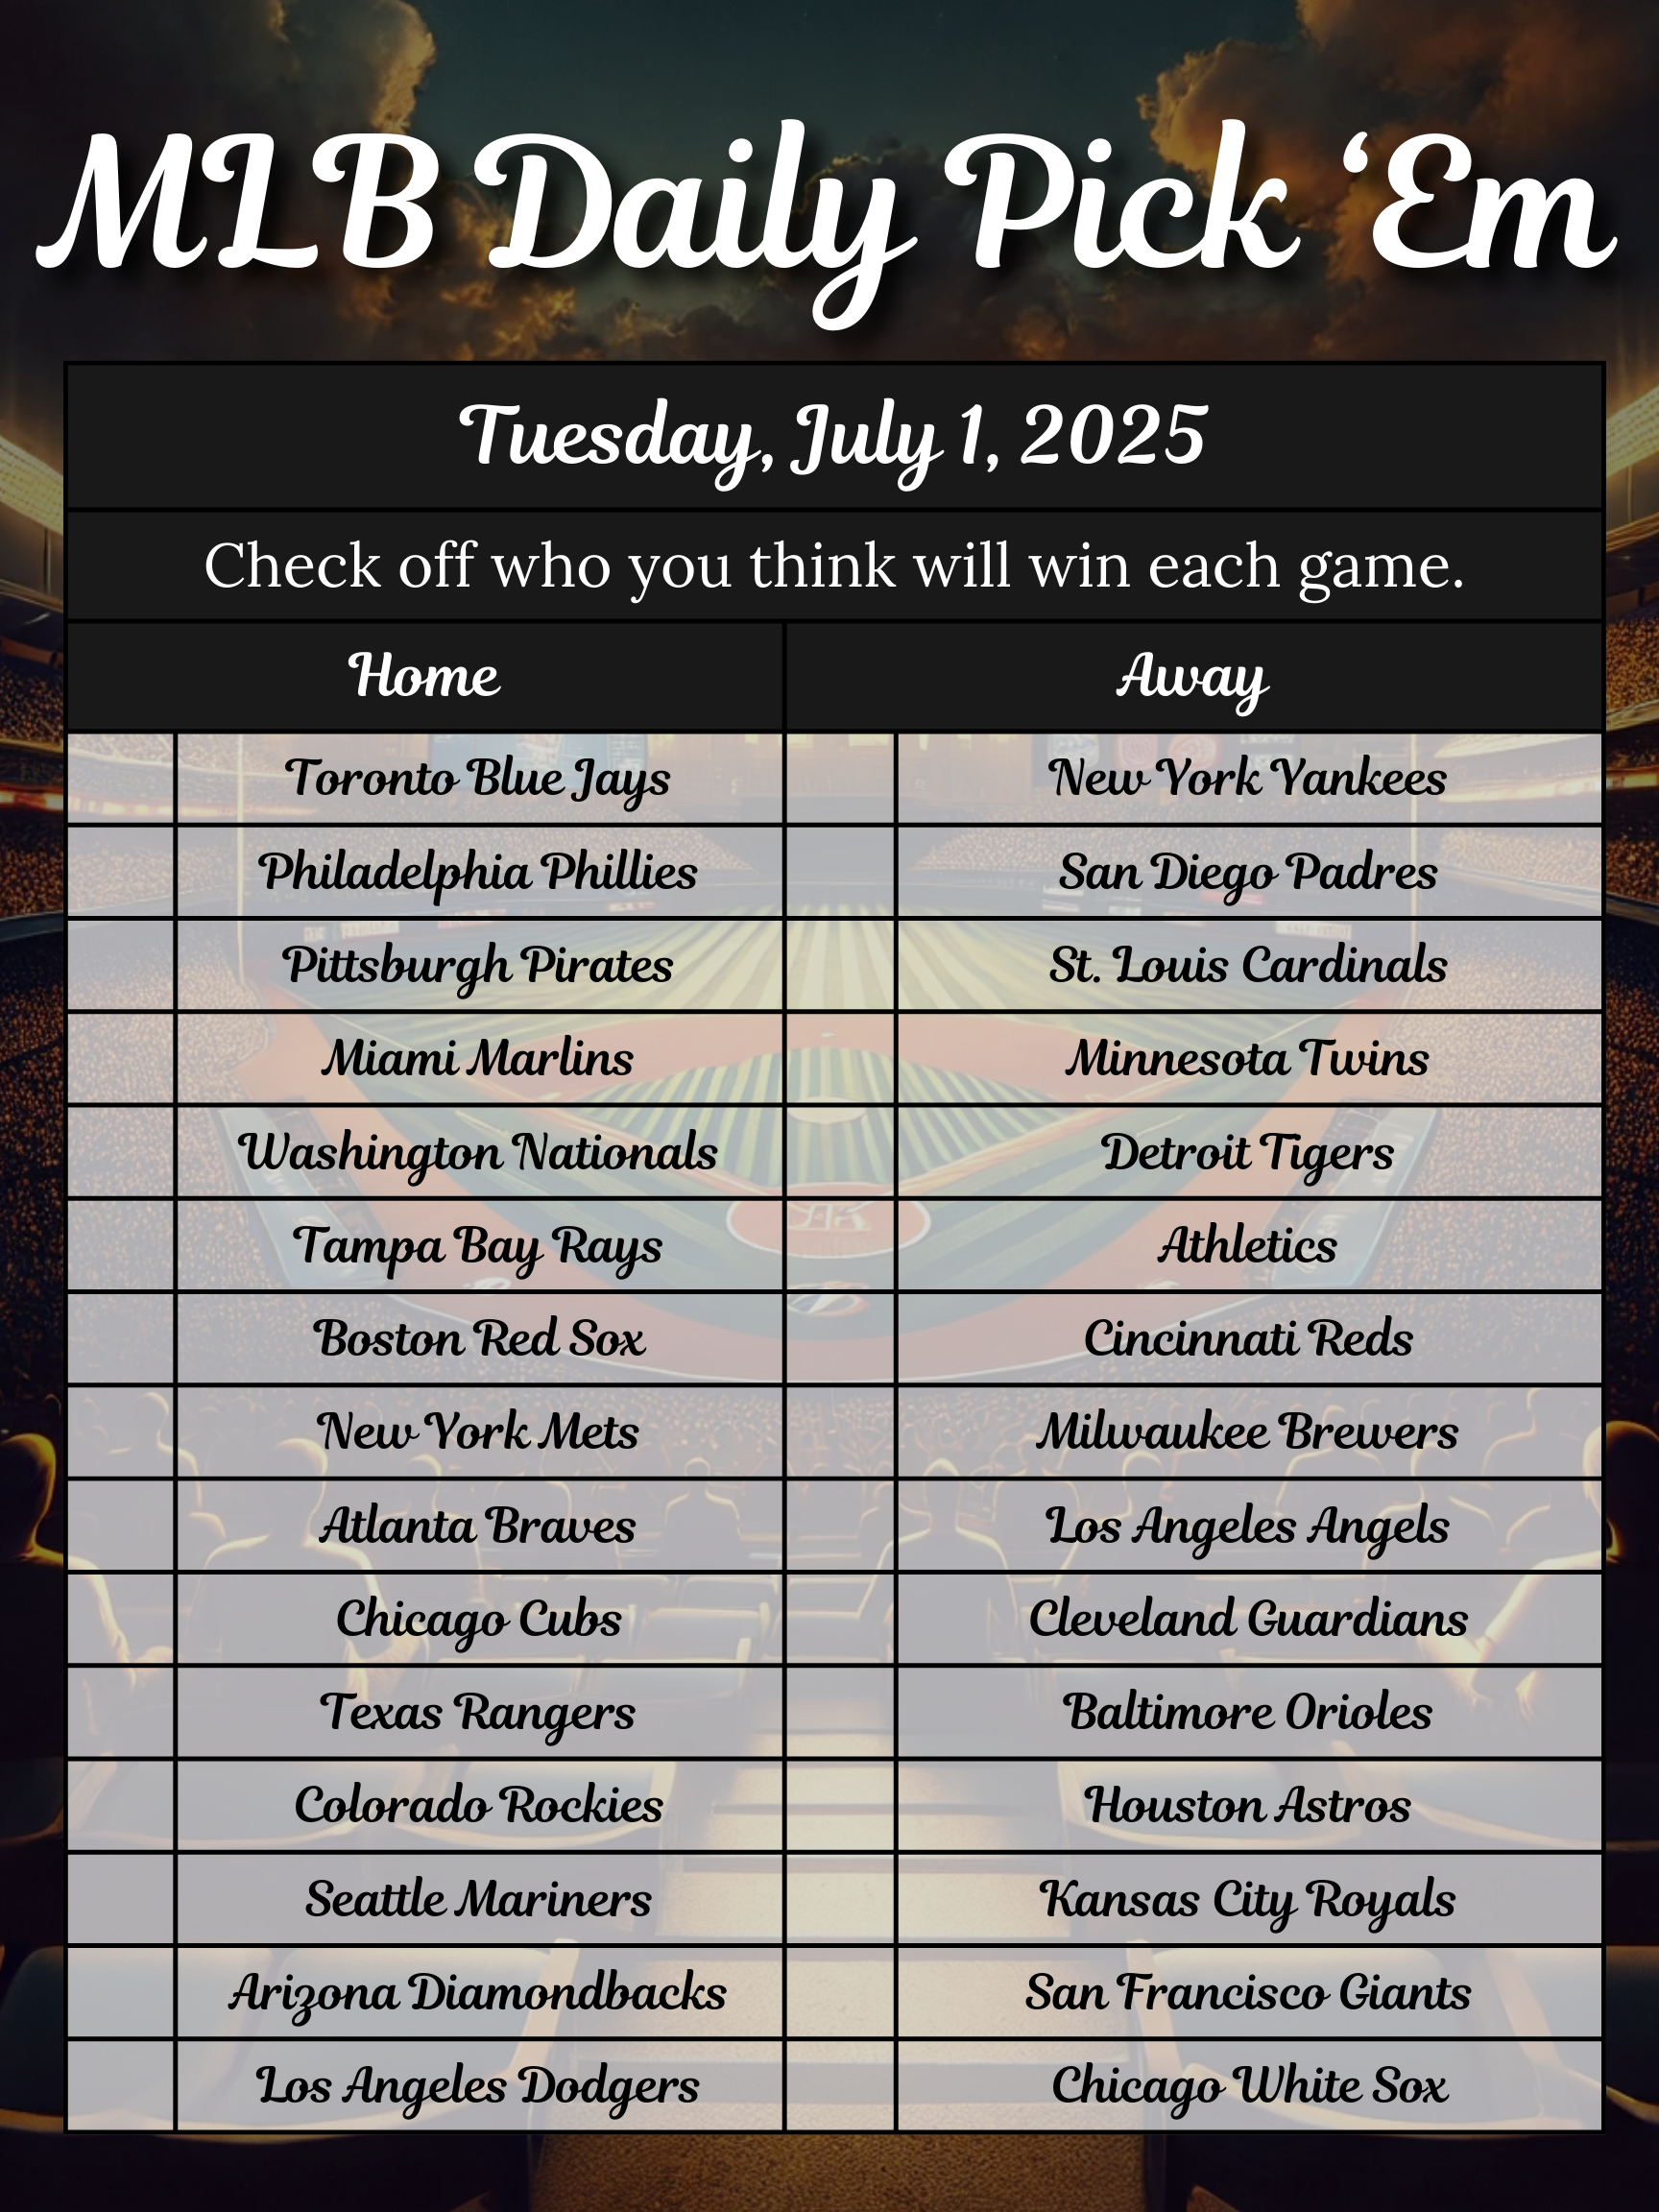 MLB Daily Pick ‘Em
Tuesday, July 1, 2025
Check off who you think will win each game.
Home Away
Toronto Blue Jays New York Yankees
Philadelphia Phillies San Diego Padres
Pittsburgh Pirates St. Louis Cardinals
Miami Marlins Minnesota Twins
Washington Nationals Detroit Tigers
Tampa Bay Rays Athletics
Boston Red Sox Cincinnati Reds
New York Mets Milwaukee Brewers
Atlanta Braves Los Angeles Angels
Chicago Cubs Cleveland Guardians
Texas Rangers Baltimore Orioles
Colorado Rockies Houston Astros
Seattle Mariners Kansas City Royals
Arizona Diamondbacks San Francisco Giants
Los Angeles Dodgers Chicago White Sox